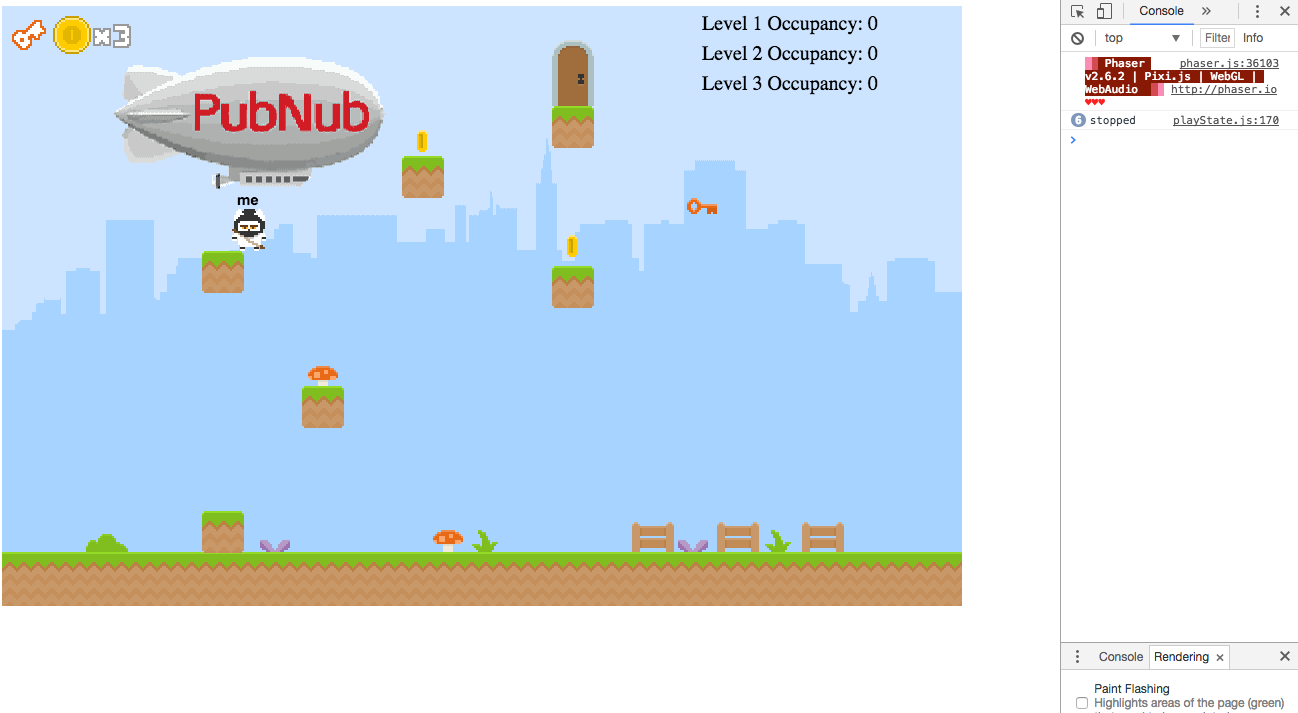 x3
Level 1 Occupancy: 0
Level 2 Occupancy: 0
Level 3 Occupancy: 0
PubNub
me
Console
top
Filter
Info
Phaser phaser.js:36103
v2.6.2 | Pixi.js | WebGL |
WebAudio http://phaser.io
♥♥♥
6 stopped playState.js:170
Console Rendering
Paint Flashing
Highlights areas of the page (green)